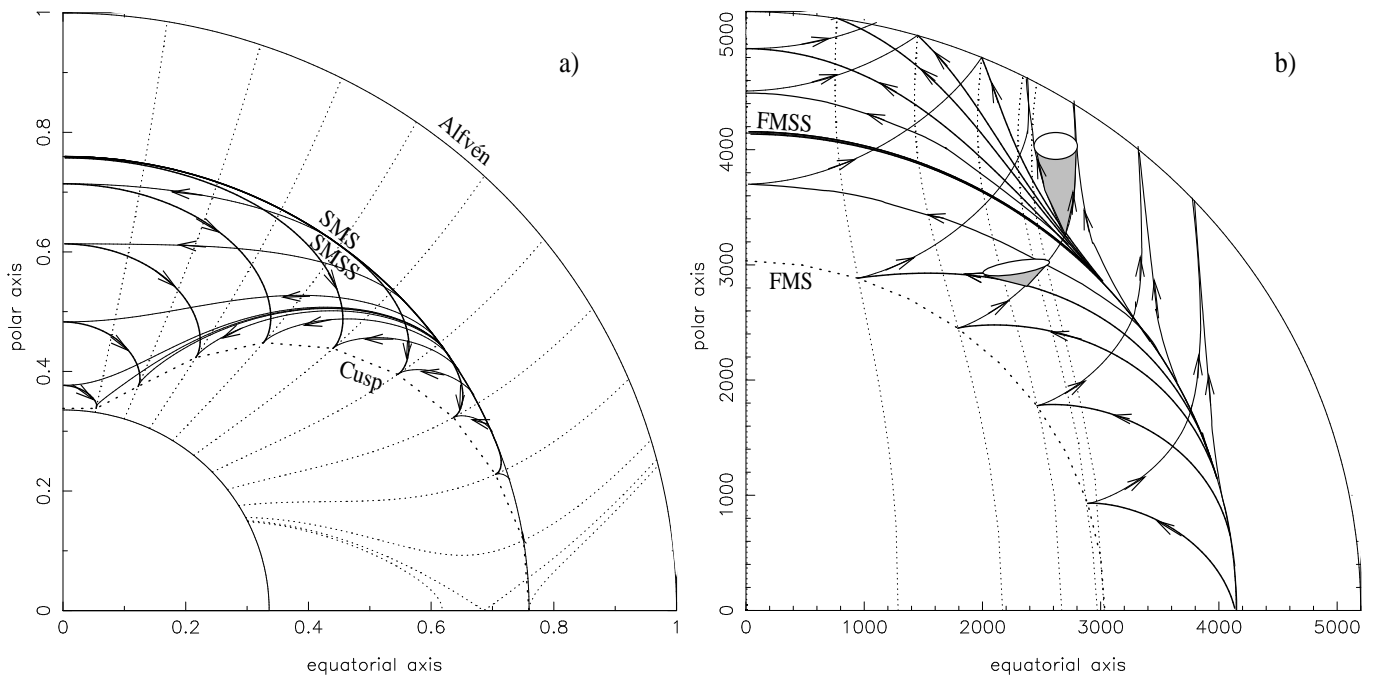 a)
Alfvén
SMS
SMSS
Cusp
1
0.8
0.6
0.4
0.2
0
polar axis
0 0.2 0.4 0.6 0.8 1
equatorial axis
b)
FMSS
FMS
5000
4000
3000
2000
1000
0
polar axis
0 1000 2000 3000 4000 5000
equatorial axis